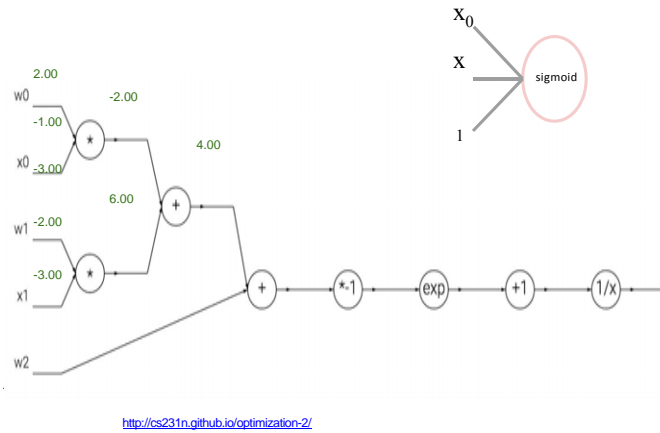 x0
x
1
sigmoid
2.00
w0
-2.00
-1.00
*
4.00
x0
-3.00
6.00
+
w1
-2.00
-3.00
*
x1
+
*-1
exp
+1
1/x
w2
http://cs231n.github.io/optimization-2/